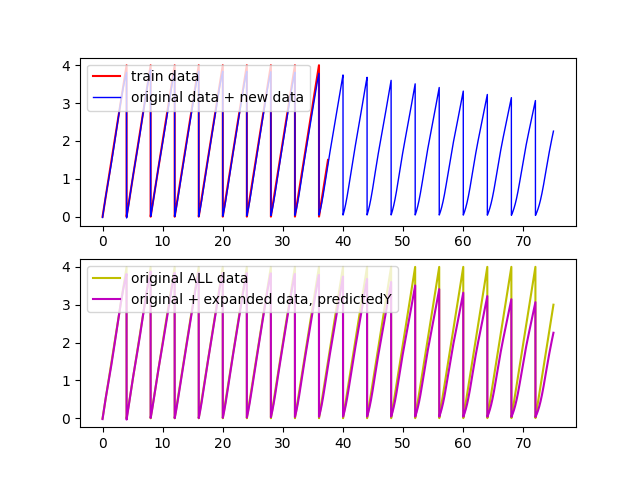 4
train data
original data + new data
3
2
1
0
0 10 20 30 40 50 60 70
4
original ALL data
original + expanded data, predictedY
3
2
1
0
0 10 20 30 40 50 60 70